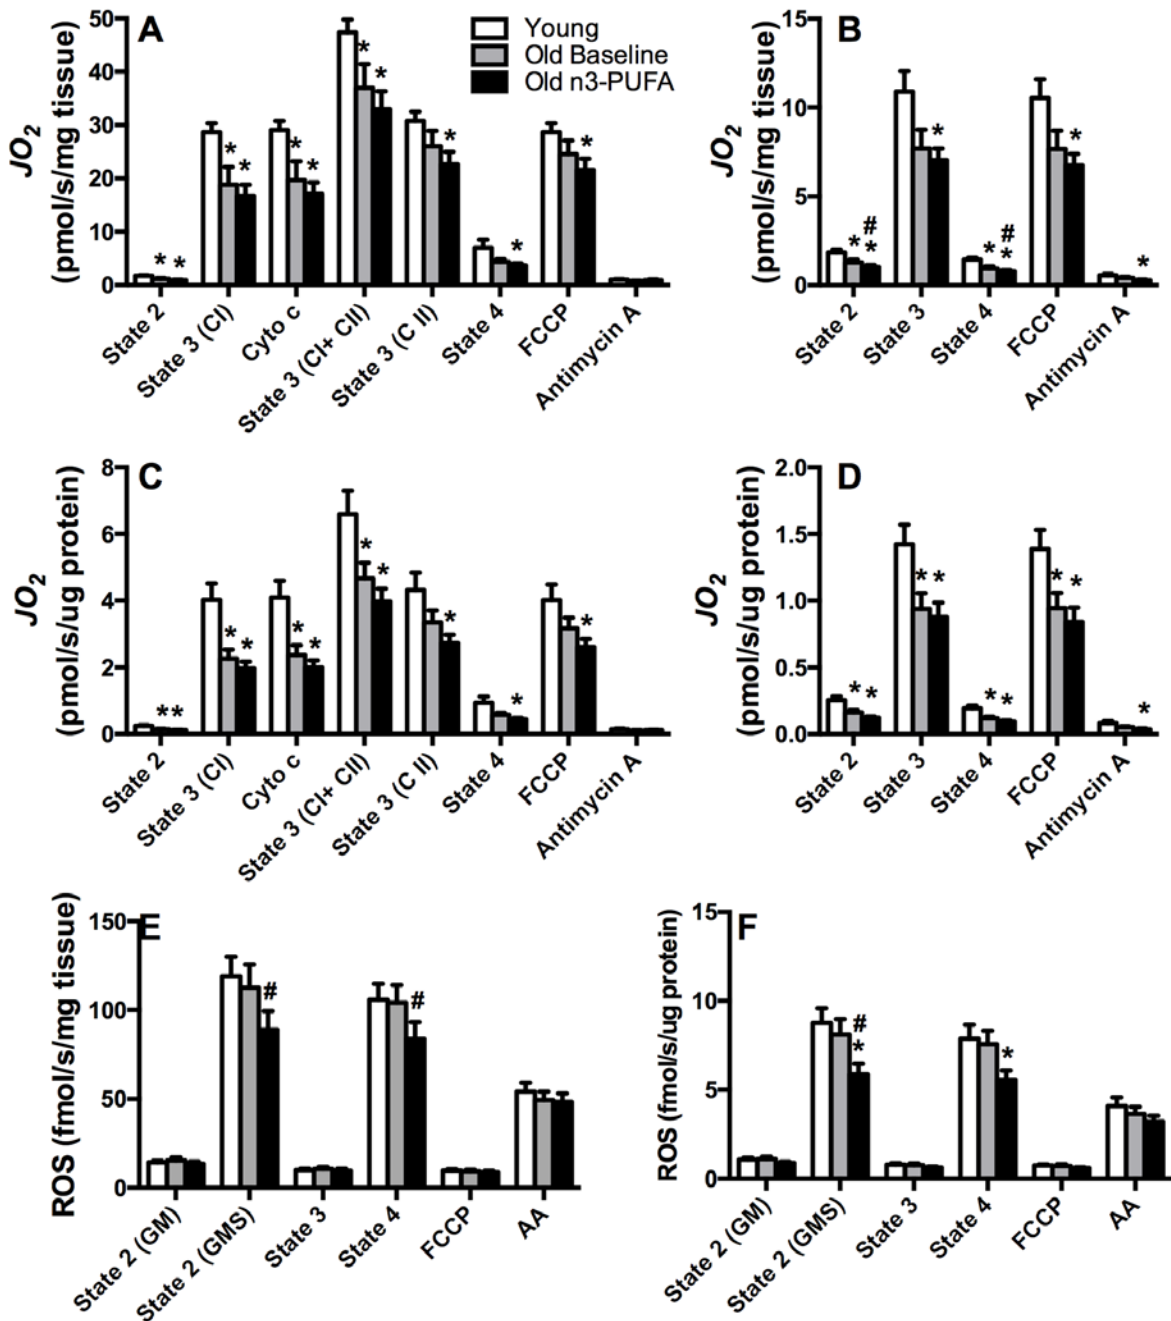 A
Young
Old Baseline
Old n3-PUFA
JO2
(pmol/s/mg tissue)
50
40
30
20
10
0
* * * * * * * * * * * *
State 2
State 3 (CI)
Cyto c
State 3 (CI+ CII)
State 3 (C II)
State 4
FCCP
Antimycin A
B
JO2
(pmol/s/mg tissue)
15
10
5
0
* # * * * # * * *
State 2
State 3
State 4
FCCP
Antimycin A
C
JO2
(pmol/s/ug protein)
8
6
4
2
0
** * * * * * * * * *
State 2
State 3 (CI)
Cyto c
State 3 (CI+ CII)
State 3 (C II)
State 4
FCCP
Antimycin A
D
JO2
(pmol/s/ug protein)
2.0
1.5
1.0
0.5
0.0
* * * * * * * * *
State 2
State 3
State 4
FCCP
Antimycin A
E
ROS (fmol/s/mg tissue)
150
100
50
0
# #
State 2 (GM)
State 2 (GMS)
State 3
State 4
FCCP
AA
F
ROS (fmol/s/ug protein)
15
10
5
0
# * *
State 2 (GM)
State 2 (GMS)
State 3
State 4
FCCP
AA